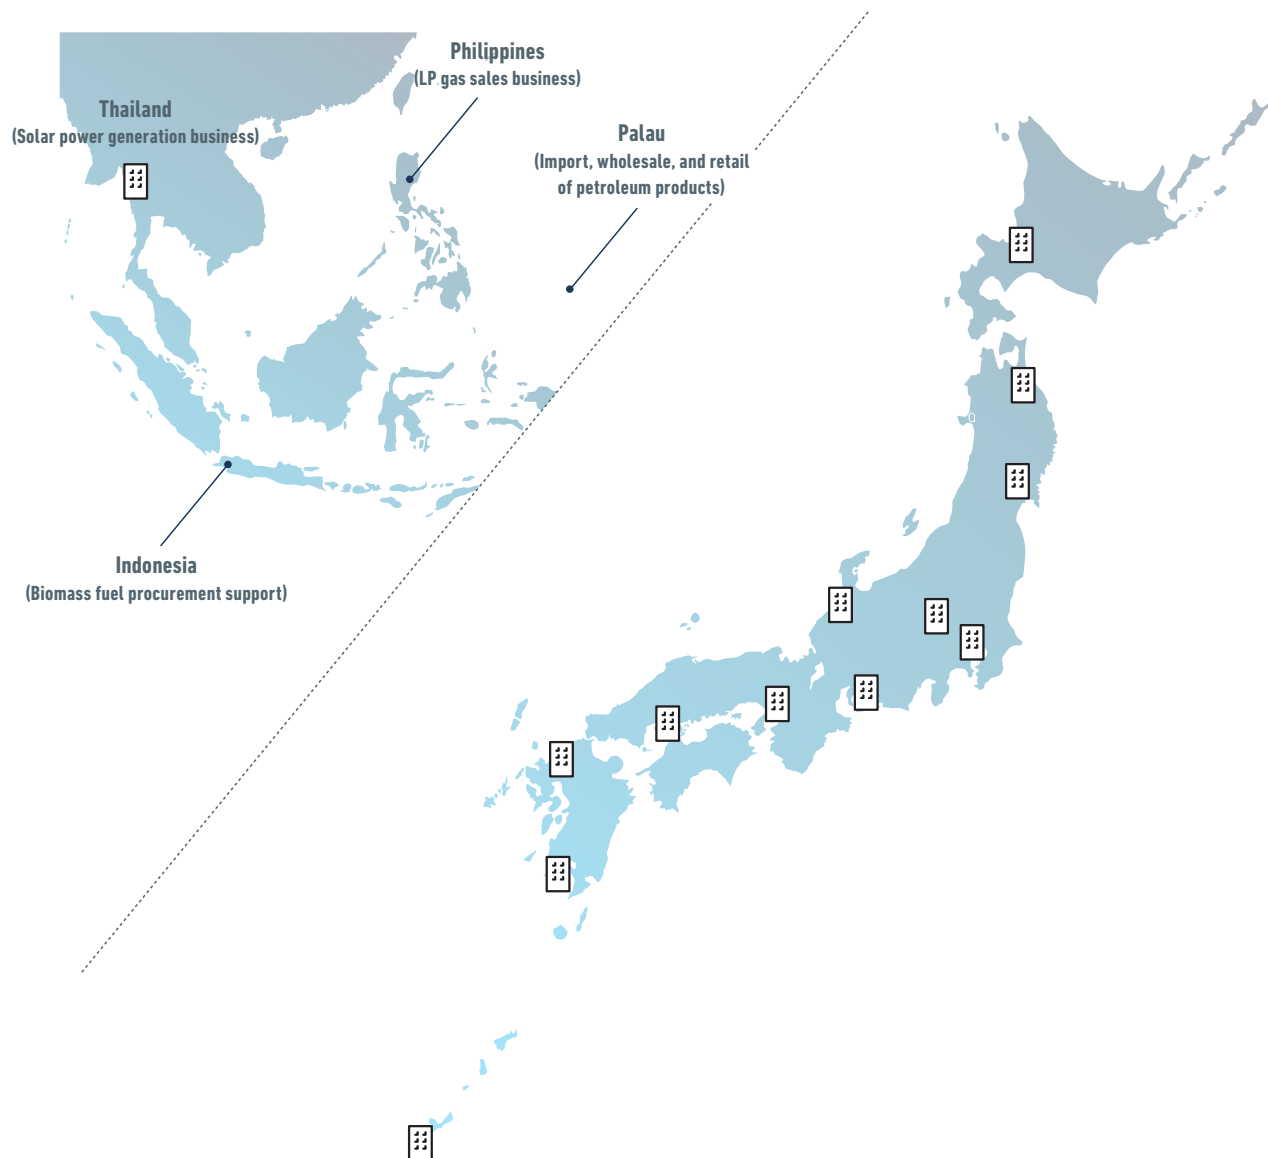 Philippines
(LP gas sales business)
Thailand
(Solar power generation business)
Palau
(Import, wholesale, and retail
of petroleum products)
Indonesia
(Biomass fuel procurement support)